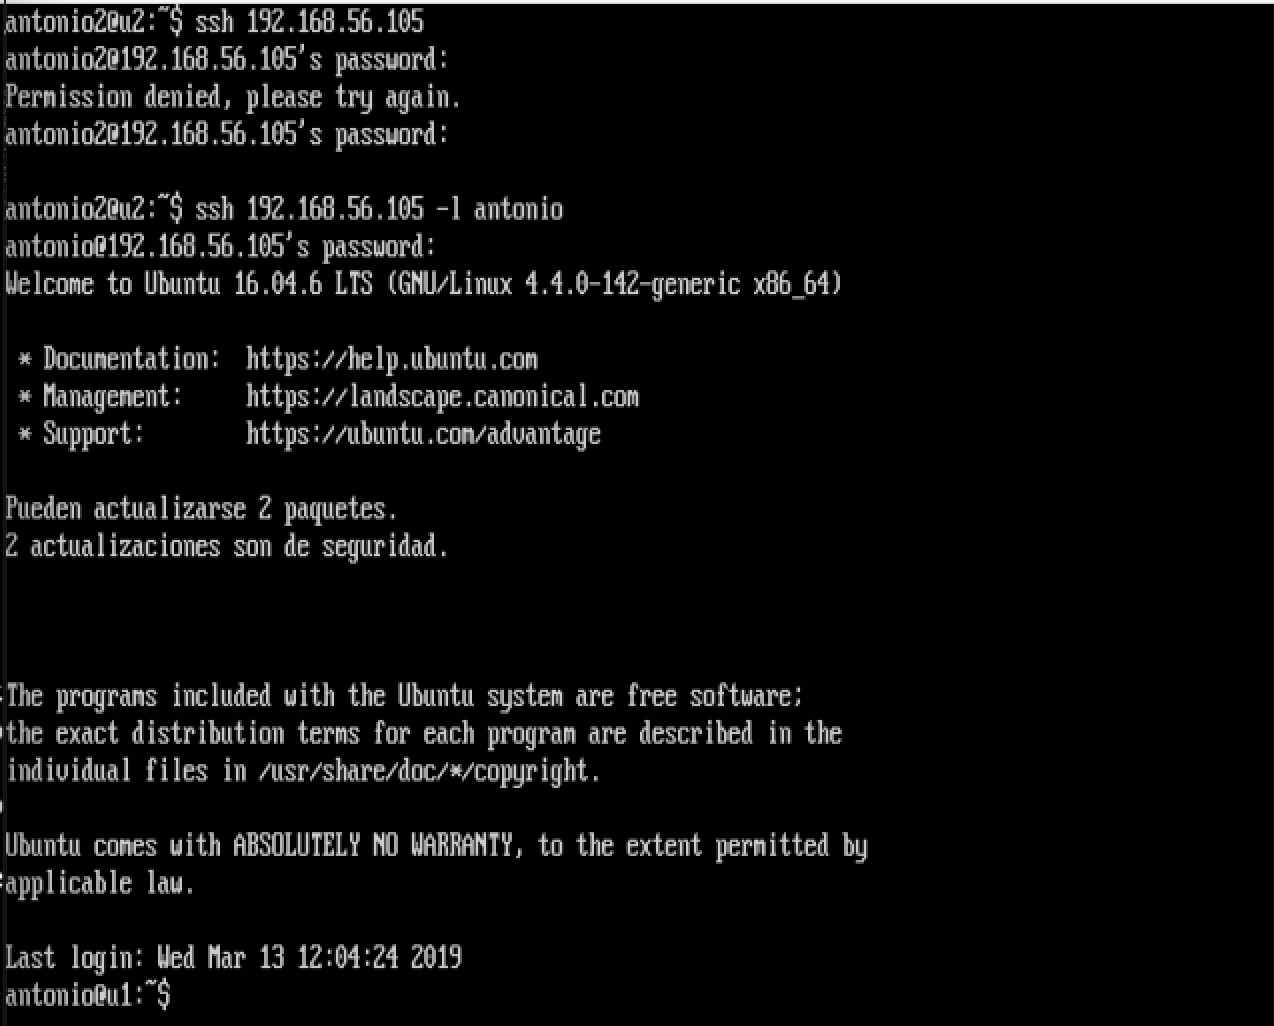 antonio2@u2:~$ ssh 192.168.56.105
antonio2@192.168.56.105's password:
Permission denied, please try again.
antonio2@192.168.56.105's password:
antonio2@u2:~$ ssh 192.168.56.105 -l antonio
antonio@192.168.56.105's password:
Welcome to Ubuntu 16.04.6 LTS (GNU/Linux 4.4.0-142-generic x86_64)
* Documentation:  https://help.ubuntu.com
* Management:     https://landscape.canonical.com
* Support:        https://ubuntu.com/advantage
Pueden actualizarse 2 paquetes.
2 actualizaciones son de seguridad.
The programs included with the Ubuntu system are free software;
the exact distribution terms for each program are described in the
individual files in /usr/share/doc/*/copyright.
Ubuntu comes with ABSOLUTELY NO WARRANTY, to the extent permitted by
applicable law.
Last login: Wed Mar 13 12:04:24 2019
antonio@u1:~$